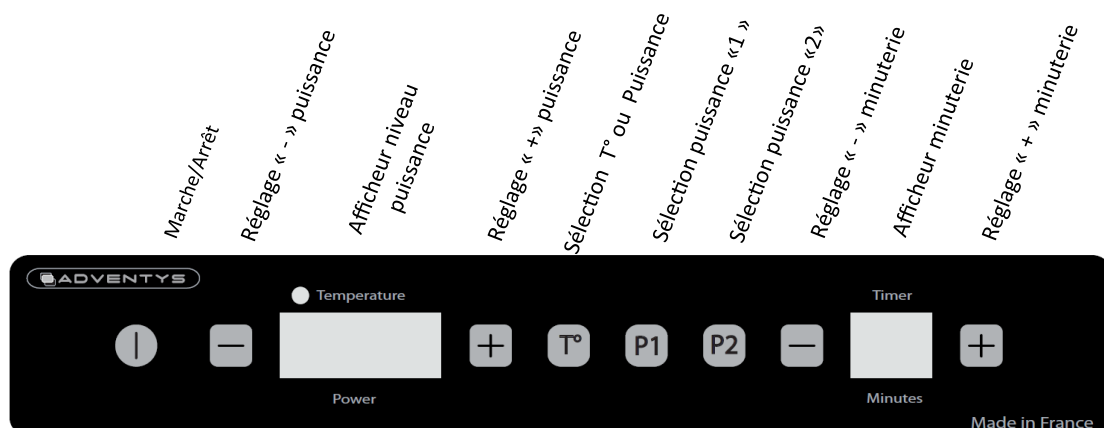 Marche/Arrêt
Réglage « - » puissance
Afficheur niveau
puissance
Réglage « +» puissance
Sélection T° ou Puissance
Sélection puissance «1 »
Sélection puissance «2»
Réglage « - » minuterie
Afficheur minuterie
Réglage « + » minuterie
ADVENTYS
Temperature
Timer
T°
P1
P2
Power
Minutes
Made in France